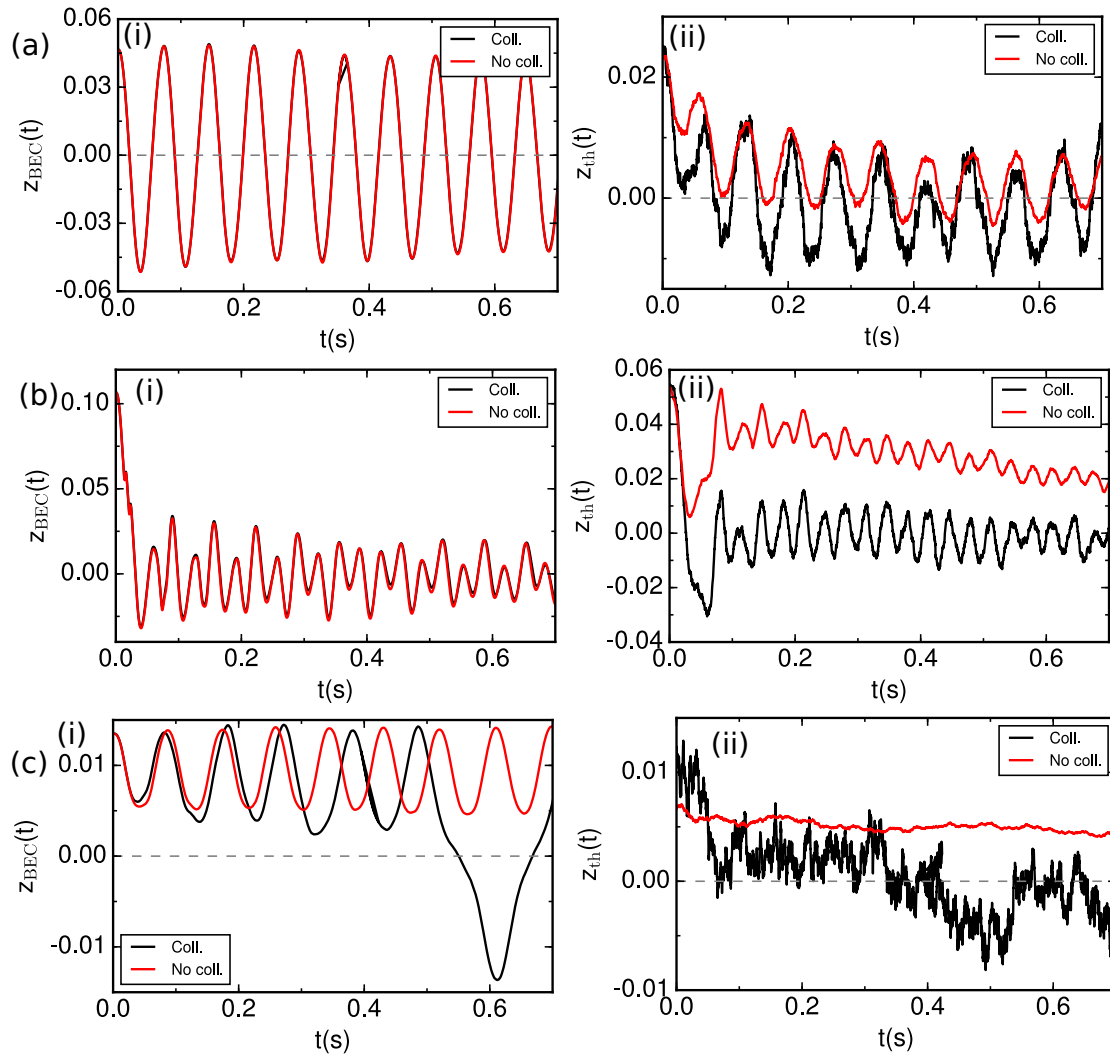 (a)
(i)
Coll.
No coll.
0.06
0.03
0.00
-0.03
-0.06
z_BEC(t)
0.0
0.2
0.4
0.6
t(s)
(ii)
Coll.
No coll.
0.02
0.00
z_th(t)
0.0
0.2
0.4
0.6
t(s)
(b)
(i)
Coll.
No coll.
0.10
0.05
0.00
z_BEC(t)
0.0
0.2
0.4
0.6
t(s)
(ii)
Coll.
No coll.
0.06
0.04
0.02
0.00
-0.02
-0.04
z_th(t)
0.0
0.2
0.4
0.6
t(s)
(c)
(i)
Coll.
No coll.
0.01
0.00
-0.01
z_BEC(t)
0.0
0.2
0.4
0.6
t(s)
(ii)
Coll.
No coll.
0.01
0.00
-0.01
z_th(t)
0.0
0.2
0.4
0.6
t(s)